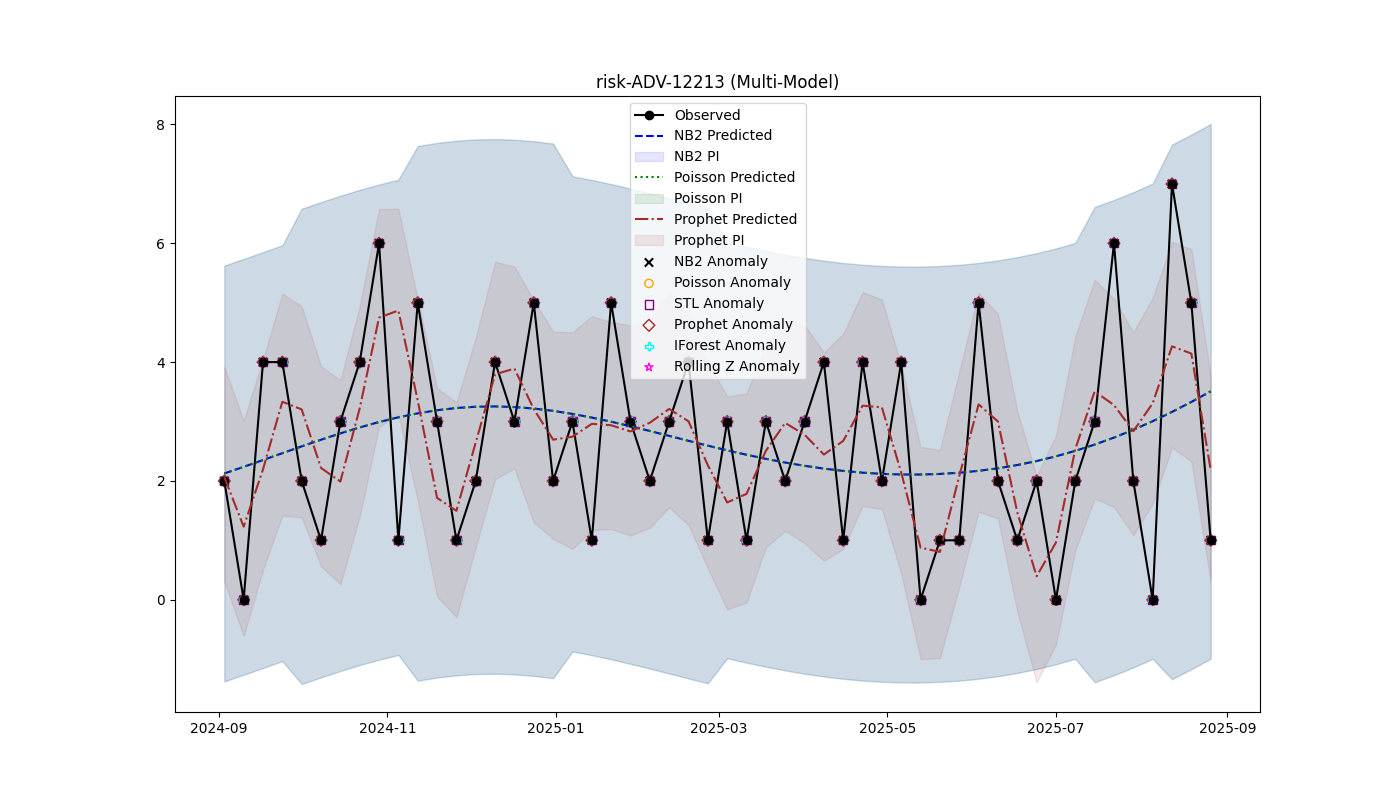 risk-ADV-12213 (Multi-Model)
Observed
NB2 Predicted
NB2 PI
Poisson Predicted
Poisson PI
Prophet Predicted
Prophet PI
NB2 Anomaly
Poisson Anomaly
STL Anomaly
Prophet Anomaly
IForest Anomaly
Rolling Z Anomaly
8
6
4
2
0
2024-09 2024-11 2025-01 2025-03 2025-05 2025-07 2025-09